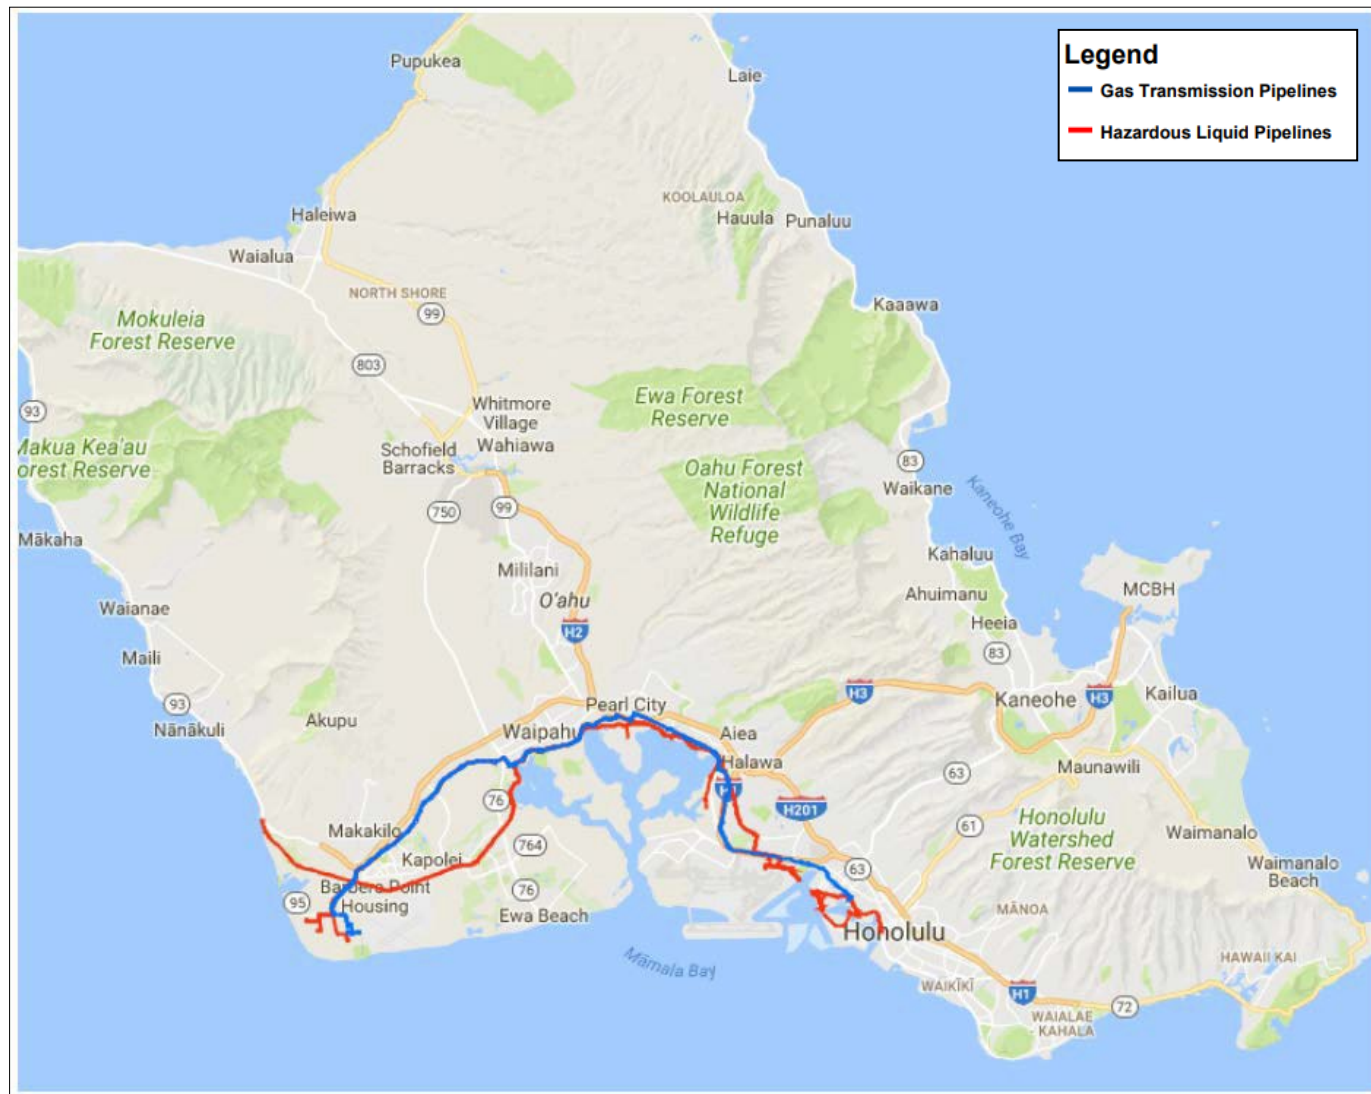 Legend
Gas Transmission Pipelines
Hazardous Liquid Pipelines
Pupukea
Laie
KOOLAULOA
Hauula
Punaluu
Haleiwa
Waialua
NORTH SHORE
99
Kaaawa
Mokuleia
Forest Reserve
803
93
Ewa Forest
Reserve
Whitmore
Village
Wahiawa
Schofield
Barracks
Makua Kea'au
orest Reserve
83
Waikane
Kaneohe Bay
Oahu Forest
National
Wildlife
Refuge
750
99
Mākaha
Kahaluu
Mililani
O'ahu
MCBH
Ahuimanu
Waianae
Heeia
H2
83
Maili
93
Nānākuli
Akupu
Pearl City
Waipahu
Aiea
Halawa
H3
Kaneohe
H3
Kailua
Maunawili
63
76
H201
61
Honolulu
Watershed
Forest Reserve
Waimanalo
Waimanalo
Beach
Makakilo
Kapolei
764
63
Barbers Point
Housing
95
76
Ewa Beach
Honolulu
MĀNOA
Māmala Bay
HAWAII KAI
WAIKĪKĪ
H1
72
WAIALAE
- KAHALA